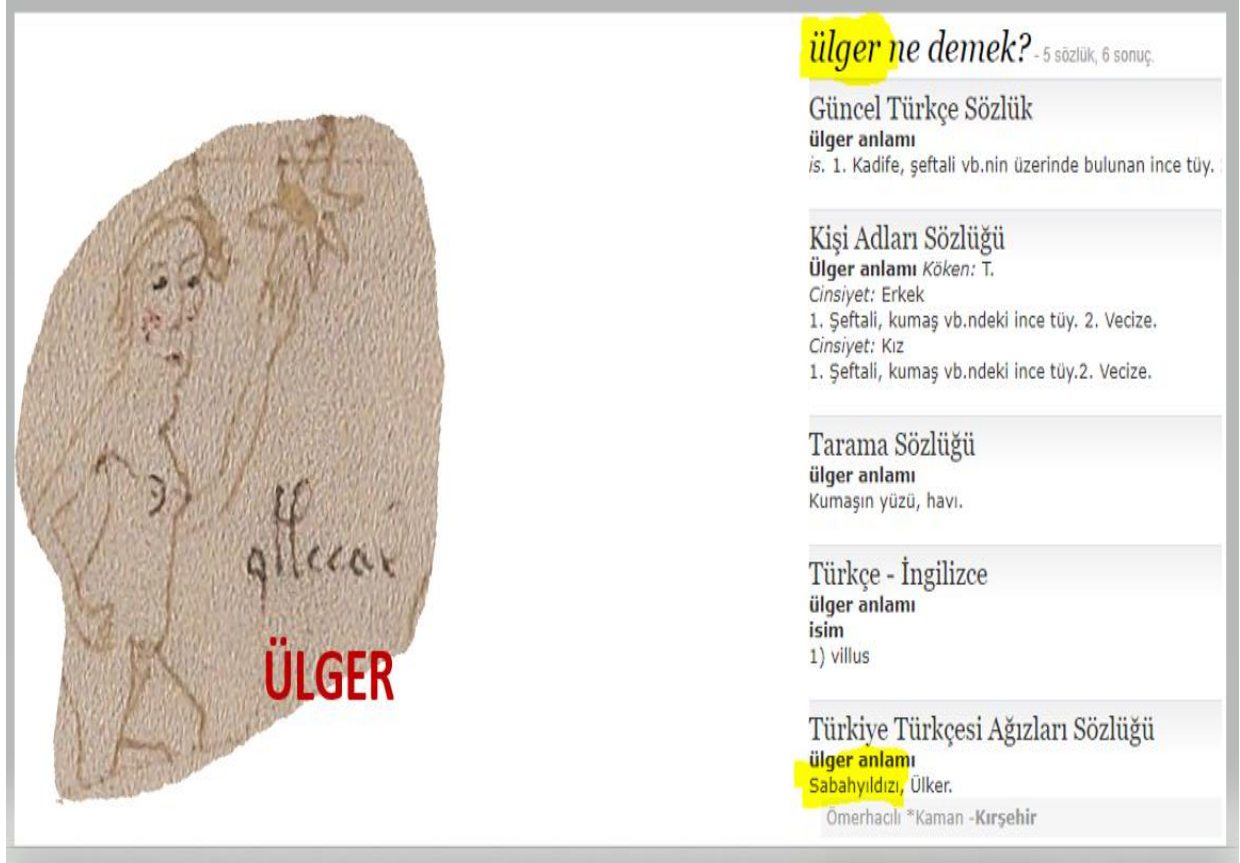 ÜLGER
ülger ne demek? - 5 sözlük, 6 sonuç.
Güncel Türkçe Sözlük
ülger anlamı
is. 1. Kadife, şeftali vb.nin üzerinde bulunan ince tüy.
Kişi Adları Sözlüğü
Ülger anlamı Köken: T.
Cinsiyet: Erkek
1. Şeftali, kumaş vb.ndeki ince tüy. 2. Vecize.
Cinsiyet: Kız
1. Şeftali, kumaş vb.ndeki ince tüy.2. Vecize.
Tarama Sözlüğü
ülger anlamı
Kumaşın yüzü, havı.
Türkçe - İngilizce
ülger anlamı
isim
1) villus
Türkiye Türkçesi Ağızları Sözlüğü
ülger anlamı
Sabahyıldızı, Ülker.
Ömerhacılı *Kaman -Kırşehir